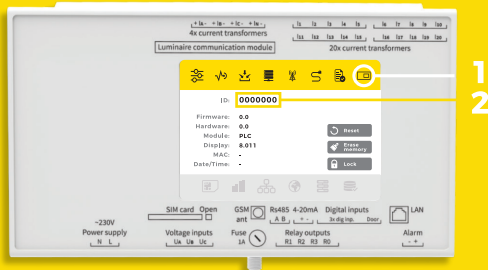 + Ia - + Ib - + Ic - + In -
4x current transformers
I1 I2 I3 I4 I5 I6 I7 I8 I9 I10
I11 I12 I13 I14 I15 I16 I17 I18 I19 I20
20x current transformers
Luminaire communication module
1
ID: 0000000
2
Firmware: 0.0
Hardware: 0.0
Module: PLC
Display: 8.011
MAC: -
Date/Time: -
Reset
Erase memory
Lock
SIM card Open
GSM ant
Rs485 4-20mA Digital inputs
A B + - 3x dig inp. Door
LAN
~230V
Power supply
N L
Voltage inputs
UA UB UC
Fuse
1A
Relay outputs
R1 R2 R3 R0
Alarm
- +